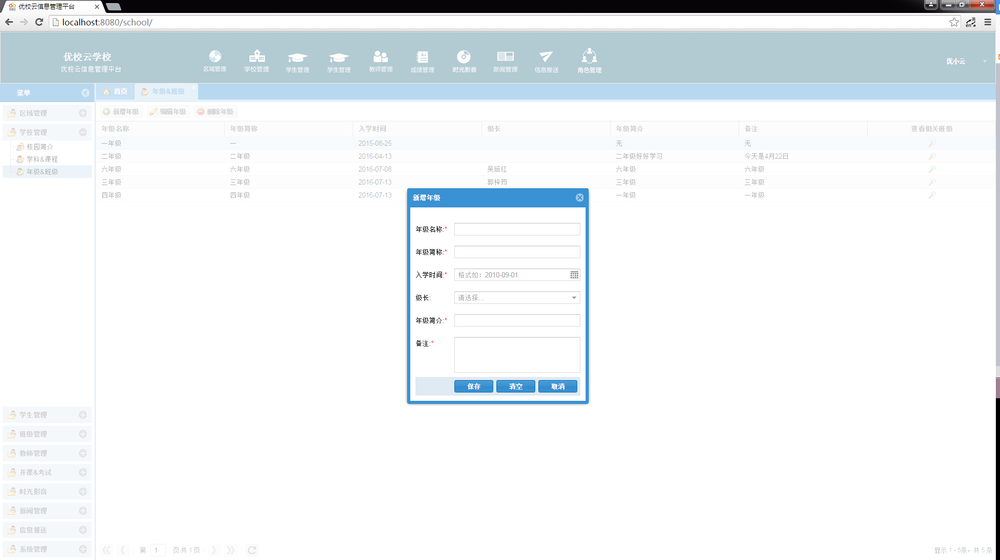 优校云信息管理平台
localhost:8080/school/
优校云学校
优校云信息管理平台
区域管理 学校管理 学生管理 学生管理 教师管理 成绩管理 时光影音 新闻管理 信息推送 角色管理
优小云
菜单
首页 年级&班级
区域管理
学校管理
校园简介
学科&课程
年级&班级
学生管理
班级管理
教师管理
开课&考试
时光影音
新闻管理
信息推送
系统管理
新增年级 编辑年级 删除年级
年级名称 年级简称 入学时间 级长 年级简介 备注 查看相关班级
一年级 一 2015-08-25 无 无
二年级 二年级 2016-04-13 二年级好好学习 今天是4月22日
六年级 六年级 2016-07-08 吴培红 六年级 六年级
三年级 三年级 2016-07-13 郭梓筠 三年级 三年级
四年级 四年级 2016-07-13 一年级 一年级
新增年级
年级名称:*
年级简称:*
入学时间:* 格式如：2010-09-01
级长: 请选择...
年级简介:*
备注:*
保存 清空 取消
第 1 页,共 1 页
显示 1 - 5条，共 5 条